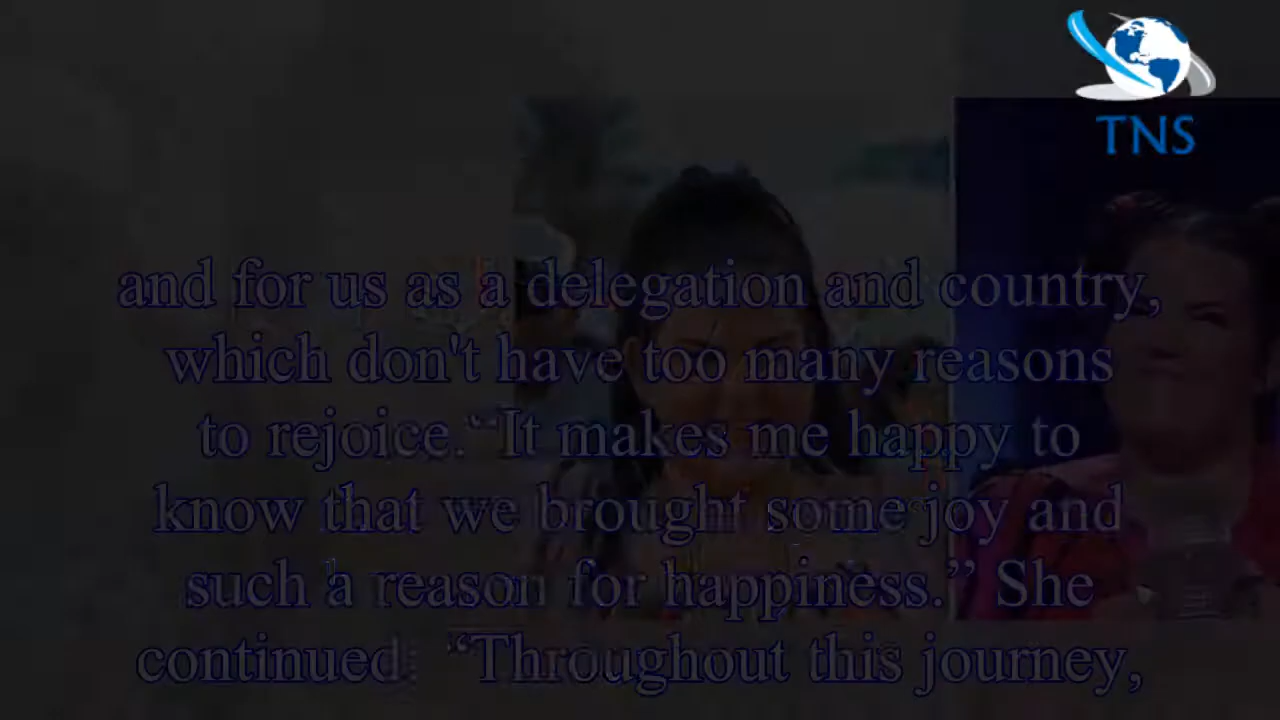 TNS
and for us as a delegation and country,
which don't have too many reasons
to rejoice.“It makes me happy to
know that we brought some joy and
such a reason for happiness.” She
continued: “Throughout this journey,